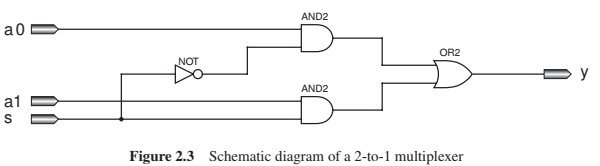 AND2
a0
NOT
OR2
y
AND2
a1
s
Figure 2.3 Schematic diagram of a 2-to-1 multiplexer